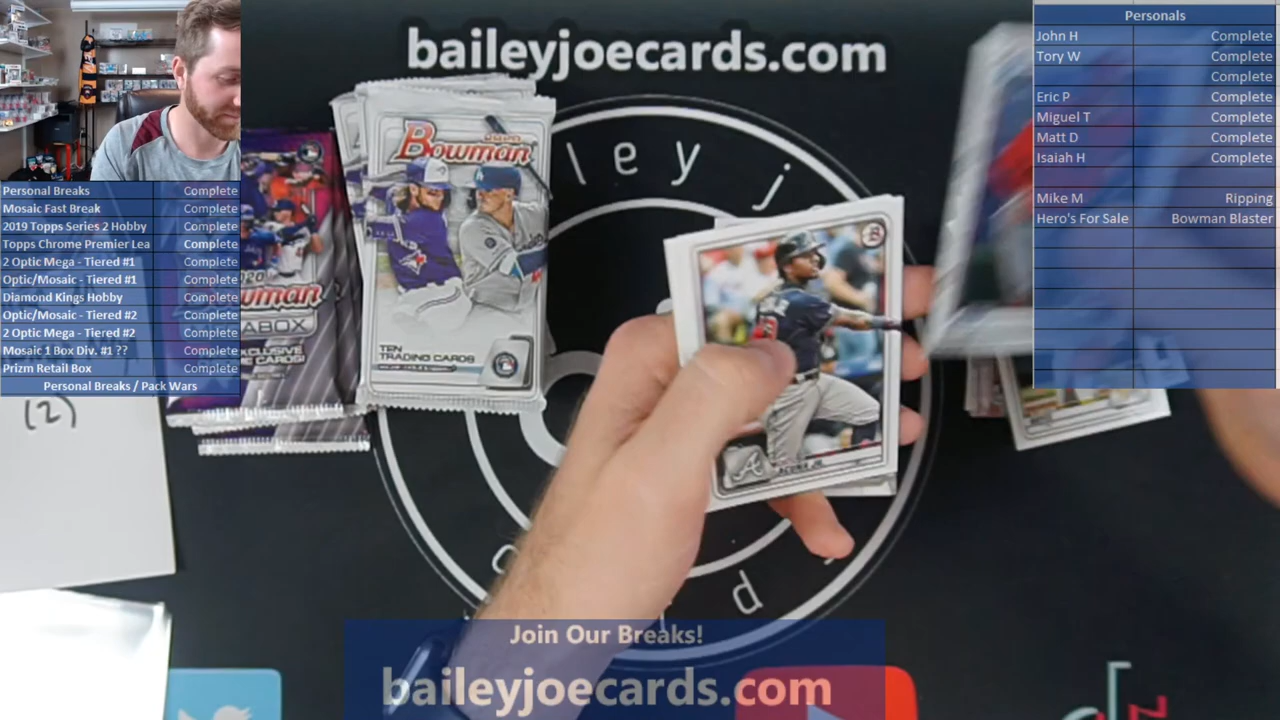 baileyjoecards.com
Personals
John H Complete
Tory W Complete
Complete
Eric P Complete
Miguel T Complete
Matt D Complete
Isaiah H Complete
Mike M Ripping
Hero's For Sale Bowman Blaster
Personal Breaks Complete
Mosaic Fast Break Complete
2019 Topps Series 2 Hobby Complete
Topps Chrome Premier Lea Complete
2 Optic Mega - Tiered #1 Complete
Optic/Mosaic - Tiered #1 Complete
Diamond Kings Hobby Complete
Optic/Mosaic - Tiered #2 Complete
2 Optic Mega - Tiered #2 Complete
Mosaic 1 Box Div. #1 ?? Complete
Prizm Retail Box Complete
Personal Breaks / Pack Wars
(2)
Bowman
TEN
TRADING CARDS
ley j
A
Join Our Breaks!
baileyjoecards.com